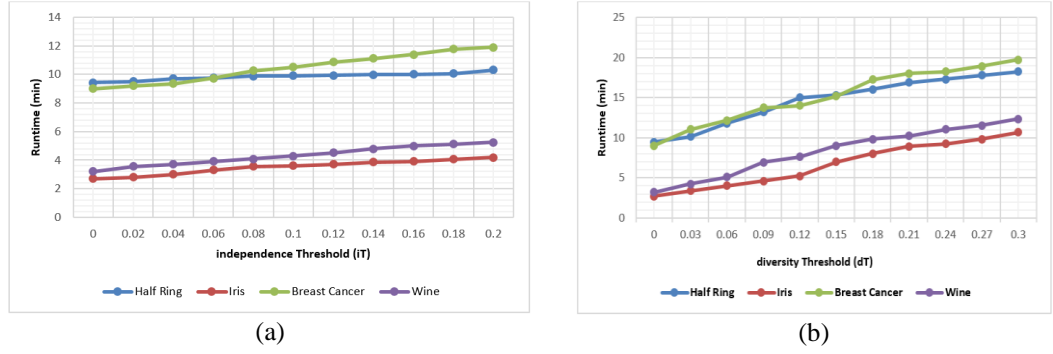 14
12
10
8
6
4
2
0
Runtime (min)
0 0.02 0.04 0.06 0.08 0.1 0.12 0.14 0.16 0.18 0.2
independence Threshold (iT)
Half Ring Iris Breast Cancer Wine
(a)
25
20
15
10
5
0
Runtime (min)
0 0.03 0.06 0.09 0.12 0.15 0.18 0.21 0.24 0.27 0.3
diversity Threshold (dT)
Half Ring Iris Breast Cancer Wine
(b)